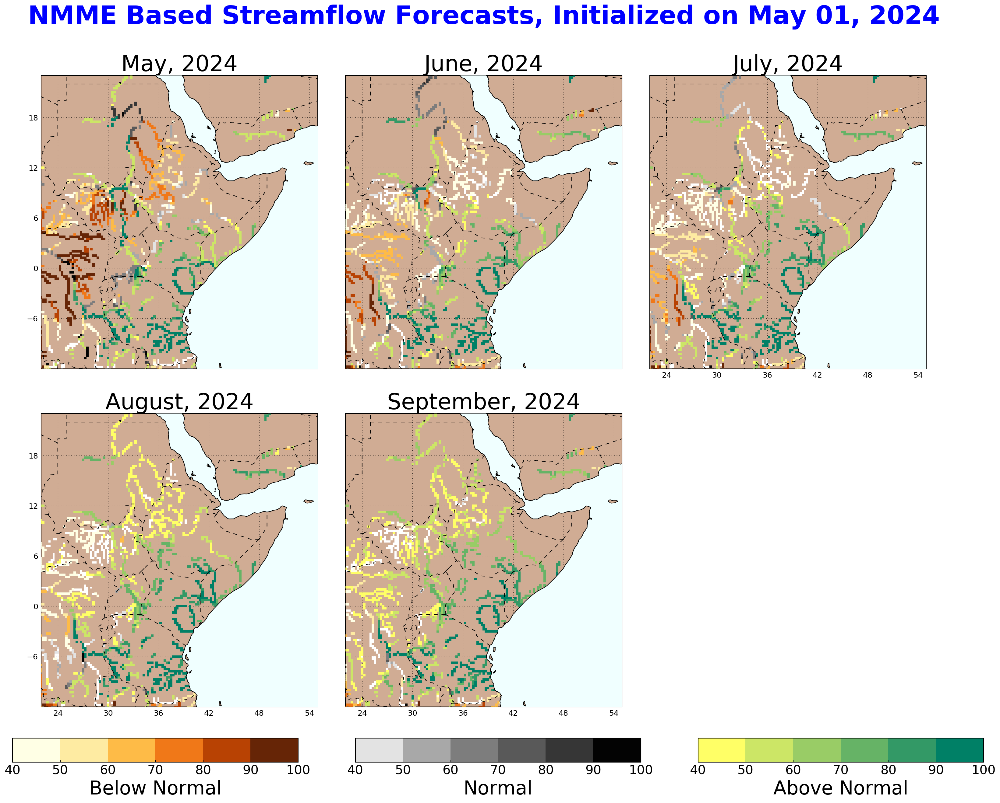 NMME Based Streamflow Forecasts, Initialized on May 01, 2024
May, 2024
June, 2024
July, 2024
18
12
6
0
−6
24 30 36 42 48 54
August, 2024
September, 2024
18
12
6
0
−6
24 30 36 42 48 54
24 30 36 42 48 54
40 50 60 70 80 90 100
Below Normal
40 50 60 70 80 90 100
Normal
40 50 60 70 80 90 100
Above Normal